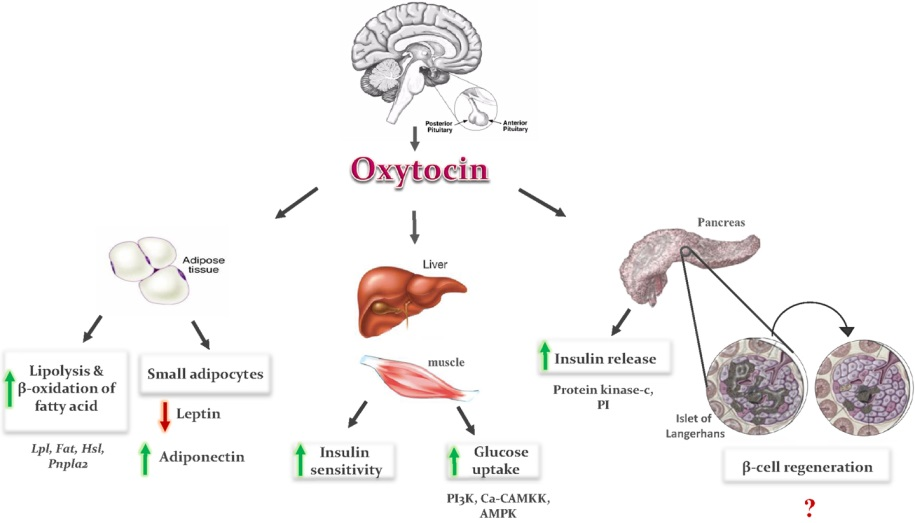 Posterior
Pituitary
Anterior
Pituitary
Oxytocin
Adipose
tissue
Lipolysis &
β-oxidation of
fatty acid
Lpl, Fat, Hsl,
Pnpla2
Small adipocytes
Leptin
Adiponectin
Liver
muscle
Insulin
sensitivity
Glucose
uptake
PI3K, Ca-CAMKK,
AMPK
Pancreas
Insulin release
Protein kinase-c,
PI
Islet of
Langerhans
β-cell regeneration
?